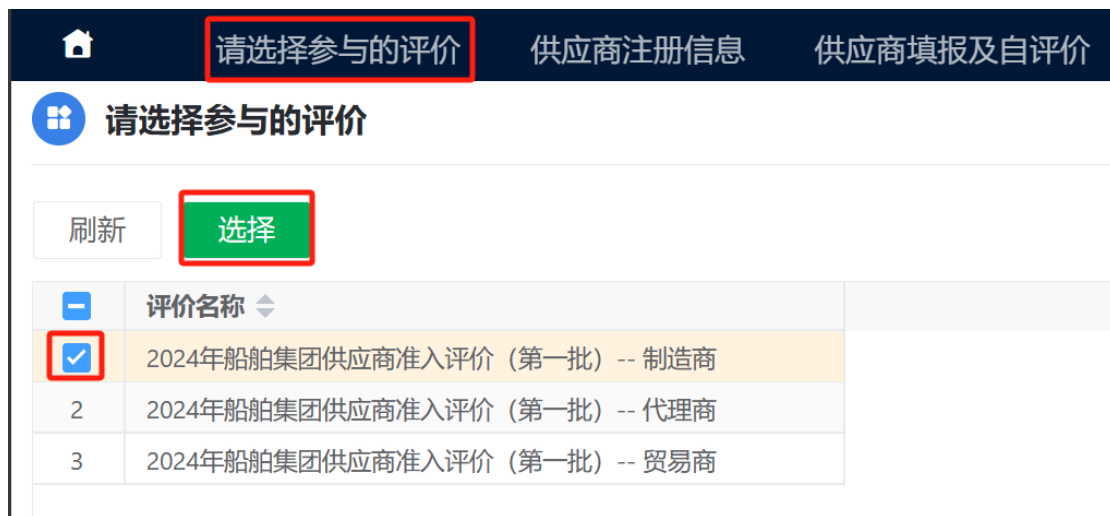 请选择参与的评价 供应商注册信息 供应商填报及自评价
请选择参与的评价
刷新 选择
评价名称
2024年船舶集团供应商准入评价（第一批）-- 制造商
2 2024年船舶集团供应商准入评价（第一批）-- 代理商
3 2024年船舶集团供应商准入评价（第一批）-- 贸易商